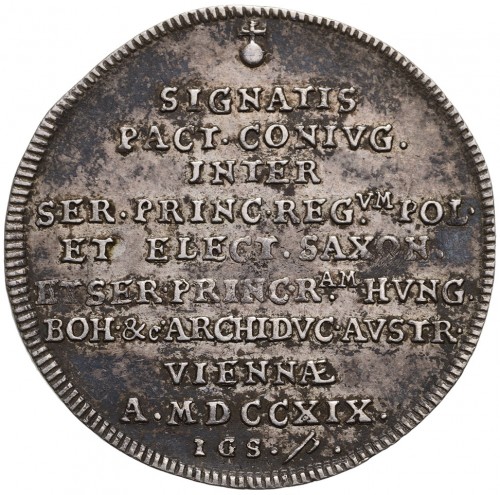 SIGNATIS
PACT·CONIVG.
INTER
SER·PRINC·REG.VM POL·
ET ELECT·SAXON.
ET SER·PRINC·R.AM HVNG.
BOH·&c·ARCHIDVC·AVSTR·
VIENNÆ
A·MDCCXIX.
IGS.